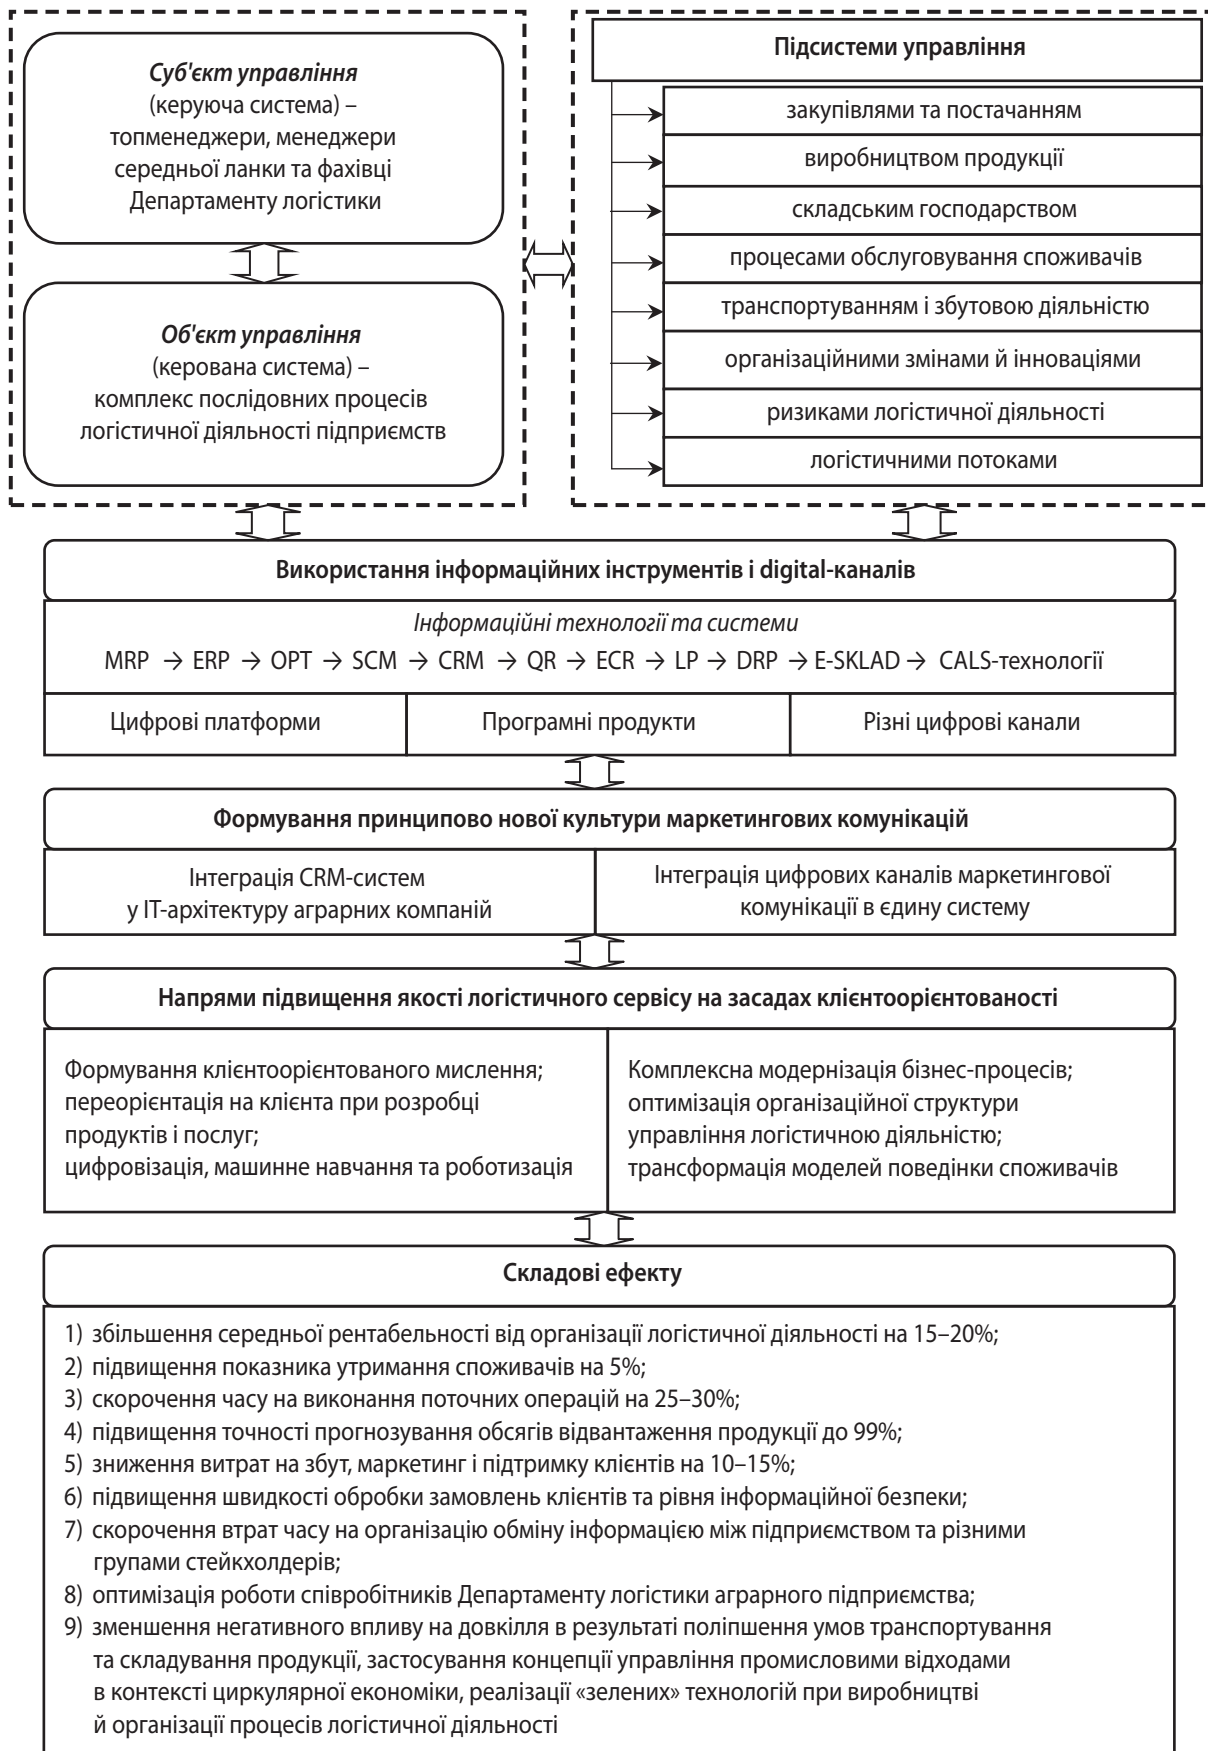 Суб'єкт управління
(керуюча система) –
топменеджери, менеджери
середньої ланки та фахівці
Департаменту логістики
Об'єкт управління
(керована система) –
комплекс послідовних процесів
логістичної діяльності підприємств
Підсистеми управління
закупівлями та постачанням
виробництвом продукції
складським господарством
процесами обслуговування споживачів
транспортуванням і збутовою діяльністю
організаційними змінами й інноваціями
ризиками логістичної діяльності
логістичними потоками
Використання інформаційних інструментів і digital-каналів
Інформаційні технології та системи
MRP → ERP → OPT → SCM → CRM → QR → ECR → LP → DRP → E-SKLAD → CALS-технології
Цифрові платформи
Програмні продукти
Різні цифрові канали
Формування принципово нової культури маркетингових комунікацій
Інтеграція CRM-систем
у IT-архітектуру аграрних компаній
Інтеграція цифрових каналів маркетингової
комунікації в єдину систему
Напрями підвищення якості логістичного сервісу на засадах клієнтоорієнтованості
Формування клієнтоорієнтованого мислення;
переорієнтація на клієнта при розробці
продуктів і послуг;
цифровізація, машинне навчання та роботизація
Комплексна модернізація бізнес-процесів;
оптимізація організаційної структури
управління логістичною діяльністю;
трансформація моделей поведінки споживачів
Складові ефекту
1) збільшення середньої рентабельності від організації логістичної діяльності на 15–20%;
2) підвищення показника утримання споживачів на 5%;
3) скорочення часу на виконання поточних операцій на 25–30%;
4) підвищення точності прогнозування обсягів відвантаження продукції до 99%;
5) зниження витрат на збут, маркетинг і підтримку клієнтів на 10–15%;
6) підвищення швидкості обробки замовлень клієнтів та рівня інформаційної безпеки;
7) скорочення втрат часу на організацію обміну інформацією між підприємством та різними
групами стейкхолдерів;
8) оптимізація роботи співробітників Департаменту логістики аграрного підприємства;
9) зменшення негативного впливу на довкілля в результаті поліпшення умов транспортування
та складування продукції, застосування концепції управління промисловими відходами
в контексті циркулярної економіки, реалізації «зелених» технологій при виробництві
й організації процесів логістичної діяльності